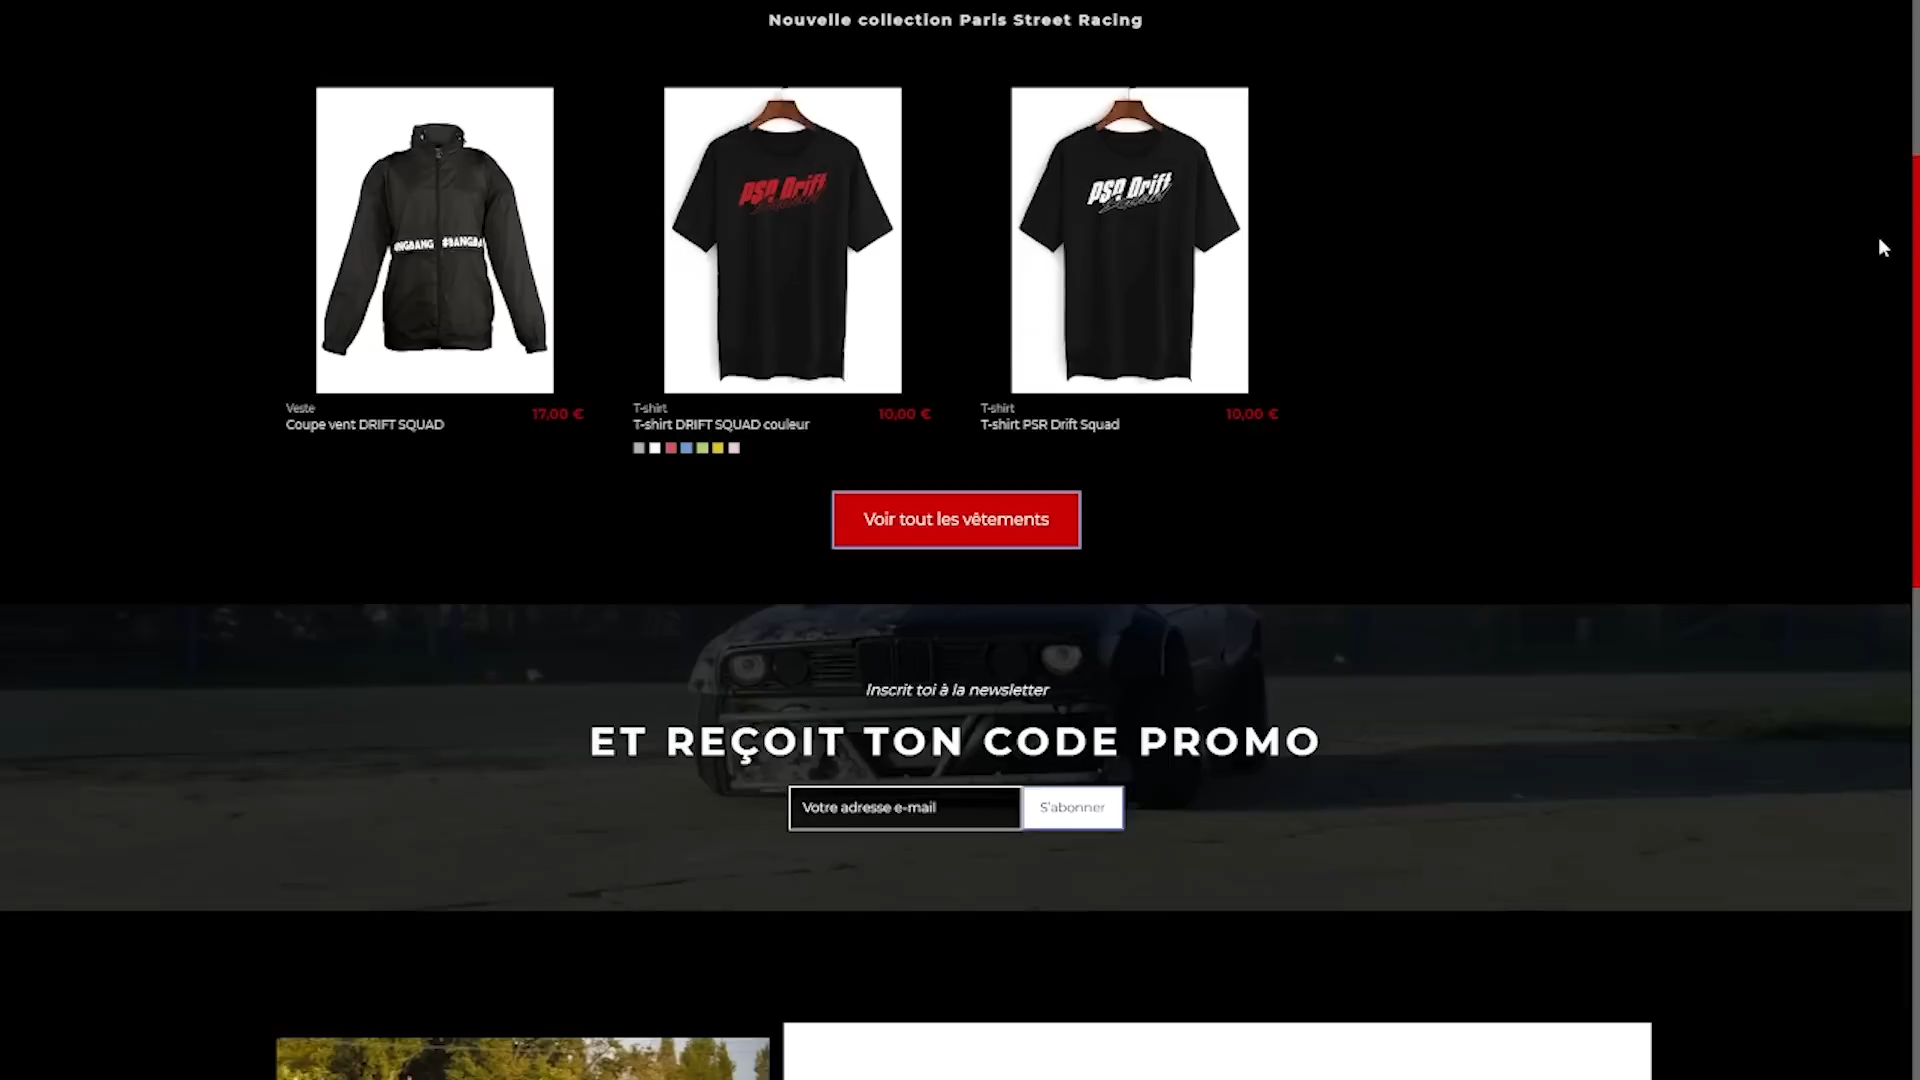 Nouvelle collection Paris Street Racing
#BANGBA
PSR Drift
PSR Drift
Squad
Veste
17,00 €
Coupe vent DRIFT SQUAD
T-shirt
10,00 €
T-shirt DRIFT SQUAD couleur
T-shirt
10,00 €
T-shirt PSR Drift Squad
Voir tout les vêtements
Inscrit toi à la newsletter
ET REÇOIT TON CODE PROMO
Votre adresse e-mail
S'abonner